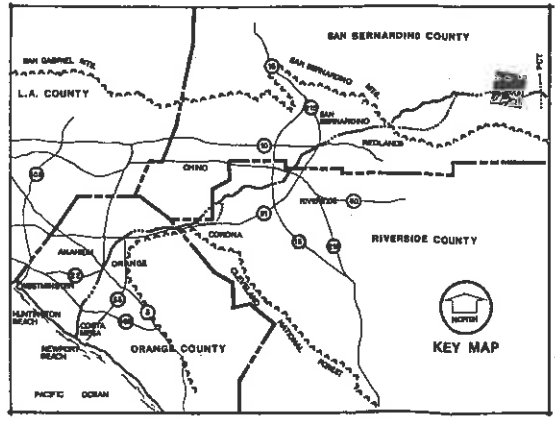 SAN BERNARDINO COUNTY
SAN GABRIEL MTS.
SAN BERNARDINO MTS.
15
L.A. COUNTY
215
SAN
BERNARDINO
10
REDLANDS
CHINO
RIVERSIDE
60
91
CORONA
15
215
RIVERSIDE COUNTY
ANAHEIM
ORANGE
22
WESTMINSTER
CLEVELAND NATIONAL FOREST
55
5
405
HUNTINGTON
BEACH
COSTA
MESA
NEWPORT
BEACH
ORANGE COUNTY
NORTH
KEY MAP
PACIFIC OCEAN